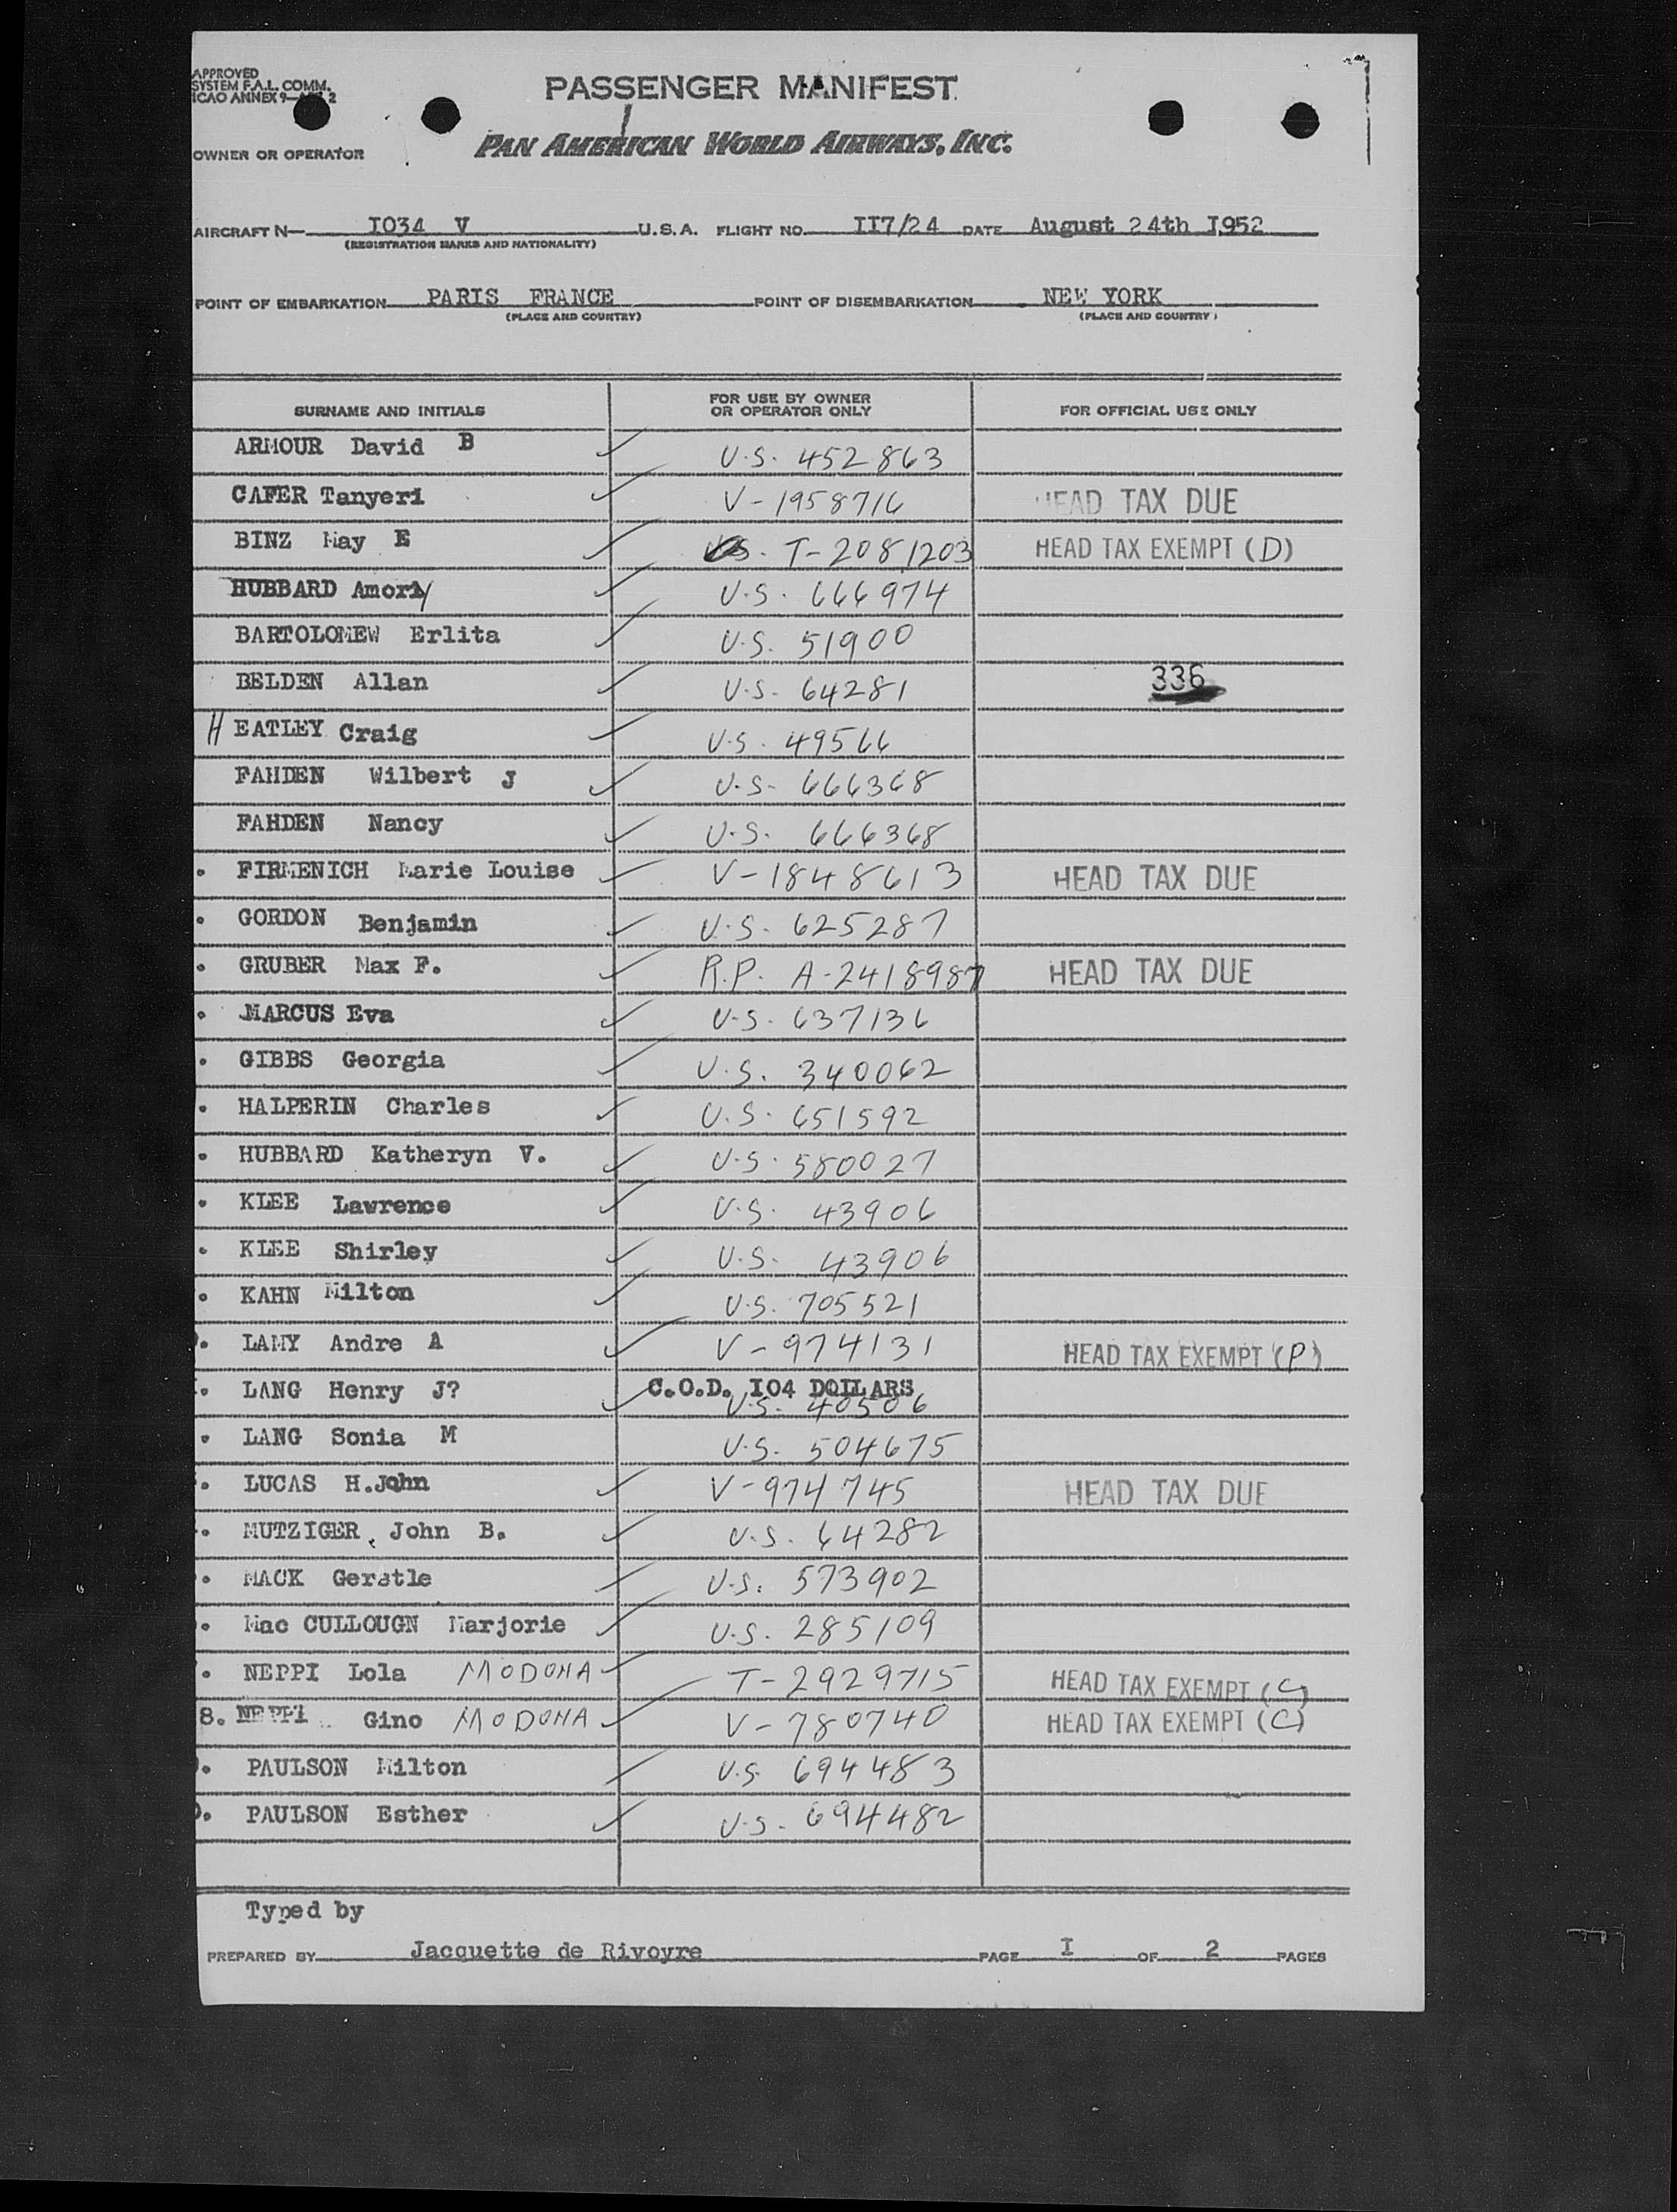 APPROVED
SYSTEM F.A.L. COMM.
ICAO ANNEX 9— 2
PASSENGER MANIFEST
OWNER OR OPERATOR
PAN AMERICAN WORLD AIRWAYS, INC.
AIRCRAFT N— I034 V U.S.A. FLIGHT NO. II7/24 DATE August 24th I952
(REGISTRATION MARKS AND NATIONALITY)
POINT OF EMBARKATION PARIS FRANCE POINT OF DISEMBARKATION NEW YORK
(PLACE AND COUNTRY) (PLACE AND COUNTRY)
SURNAME AND INITIALS FOR USE BY OWNER OR OPERATOR ONLY FOR OFFICIAL USE ONLY
ARMOUR David B U.S. 452863
CAFER Tanyeri V-1958716 HEAD TAX DUE
BINZ May E T-2081203 HEAD TAX EXEMPT (D)
HUBBARD Amory U.S. 666974
BARTOLOMEW Erlita U.S. 51900
BELDEN Allan U.S. 64281 336
HEATLEY Craig U.S. 49566
FAHDEN Wilbert J U.S. 666368
FAHDEN Nancy U.S. 666368
. FIRMENICH Marie Louise V-1848613 HEAD TAX DUE
. GORDON Benjamin U.S. 625287
. GRUBER Max F. R.P. A-2418987 HEAD TAX DUE
. MARCUS Eva U.S. 637136
. GIBBS Georgia U.S. 340062
. HALPERIN Charles U.S. 651592
. HUBBARD Katheryn V. U.S. 580027
. KLEE Lawrence U.S. 43906
. KLEE Shirley U.S. 43906
. KAHN Milton U.S. 705521
. LAMY Andre A V-974131 HEAD TAX EXEMPT (P)
. LANG Henry J? C.O.D. I04 DOLLARS
U.S. 40506
. LANG Sonia M U.S. 504675
. LUCAS H.John V-974745 HEAD TAX DUE
. MUTZIGER, John B. U.S. 64282
. MACK Gerstle U.S. 573902
. Mac CULLOUGN Marjorie U.S. 285109
. NEPPI Lola MODONA T-2929715 HEAD TAX EXEMPT (C)
8. NEPPI Gino MODONA V-780740 HEAD TAX EXEMPT (C)
. PAULSON Milton U.S. 694483
. PAULSON Esther U.S. 694482
Typed by
PREPARED BY Jacquette de Rivoyre PAGE I OF 2 PAGES